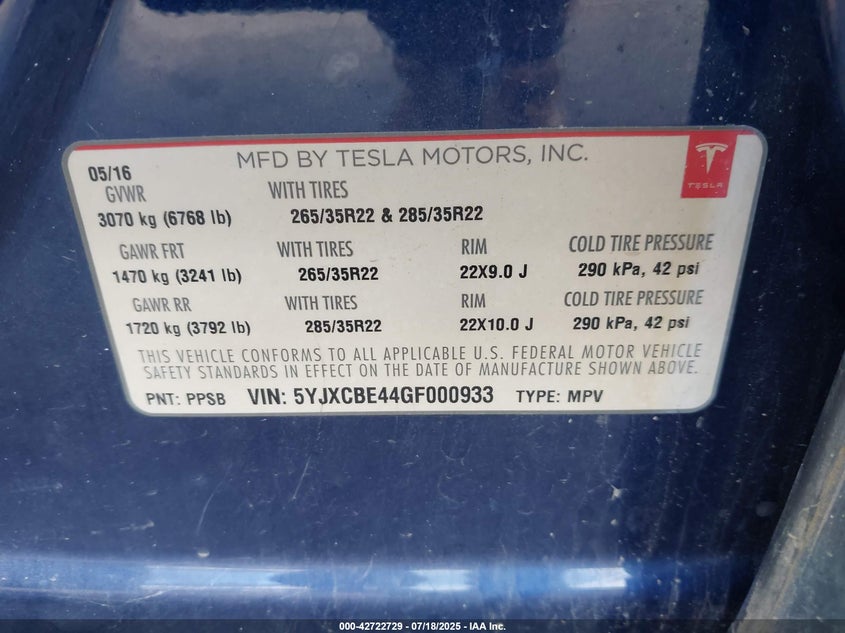 MFD BY TESLA MOTORS, INC.
TESLA
05/16
GVWR WITH TIRES
3070 kg (6768 lb) 265/35R22 & 285/35R22
GAWR FRT WITH TIRES RIM COLD TIRE PRESSURE
1470 kg (3241 lb) 265/35R22 22X9.0 J 290 kPa, 42 psi
GAWR RR WITH TIRES RIM COLD TIRE PRESSURE
1720 kg (3792 lb) 285/35R22 22X10.0 J 290 kPa, 42 psi
THIS VEHICLE CONFORMS TO ALL APPLICABLE U.S. FEDERAL MOTOR VEHICLE
SAFETY STANDARDS IN EFFECT ON THE DATE OF MANUFACTURE SHOWN ABOVE.
PNT: PPSB VIN: 5YJXCBE44GF000933 TYPE: MPV
000-42722729 - 07/18/2025 - IAA Inc.